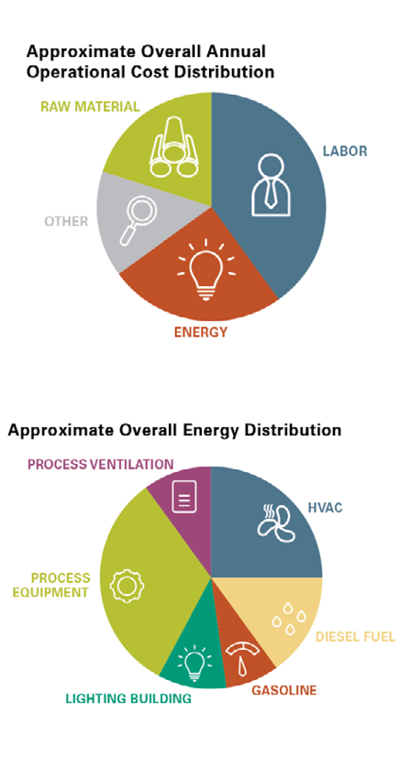 Approximate Overall Annual
Operational Cost Distribution
RAW MATERIAL
LABOR
OTHER
ENERGY
Approximate Overall Energy Distribution
PROCESS VENTILATION
HVAC
PROCESS
EQUIPMENT
DIESEL FUEL
GASOLINE
LIGHTING BUILDING